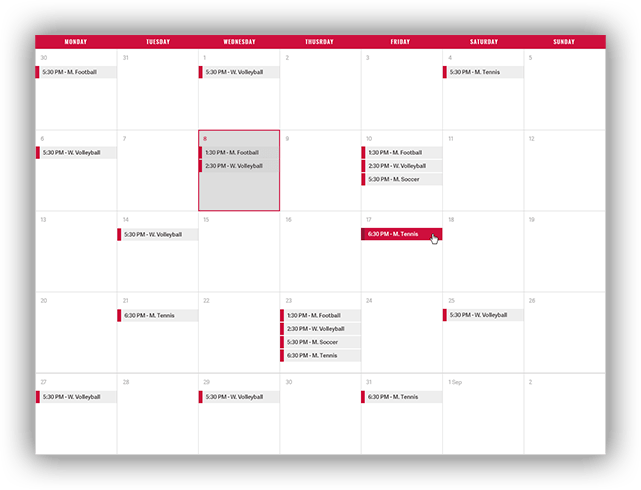 MONDAY TUESDAY WEDNESDAY THUSRDAY FRIDAY SATURDAY SUNDAY
30 31 1 2 3 4 5
5:30 PM - M. Football 5:30 PM - W. Volleyball 5:30 PM - M. Tennis
6 7 8 9 10 11 12
5:30 PM - W. Volleyball 1:30 PM - M. Football 1:30 PM - M. Football
2:30 PM - W. Volleyball 2:30 PM - W. Volleyball
5:30 PM - M. Soccer
13 14 15 16 17 18 19
5:30 PM - W. Volleyball 6:30 PM - M. Tennis
20 21 22 23 24 25 26
6:30 PM - M. Tennis 1:30 PM - M. Football 5:30 PM - W. Volleyball
2:30 PM - W. Volleyball
5:30 PM - M. Soccer
6:30 PM - M. Tennis
27 28 29 30 31 1 Sep 2
5:30 PM - W. Volleyball 5:30 PM - W. Volleyball 6:30 PM - M. Tennis